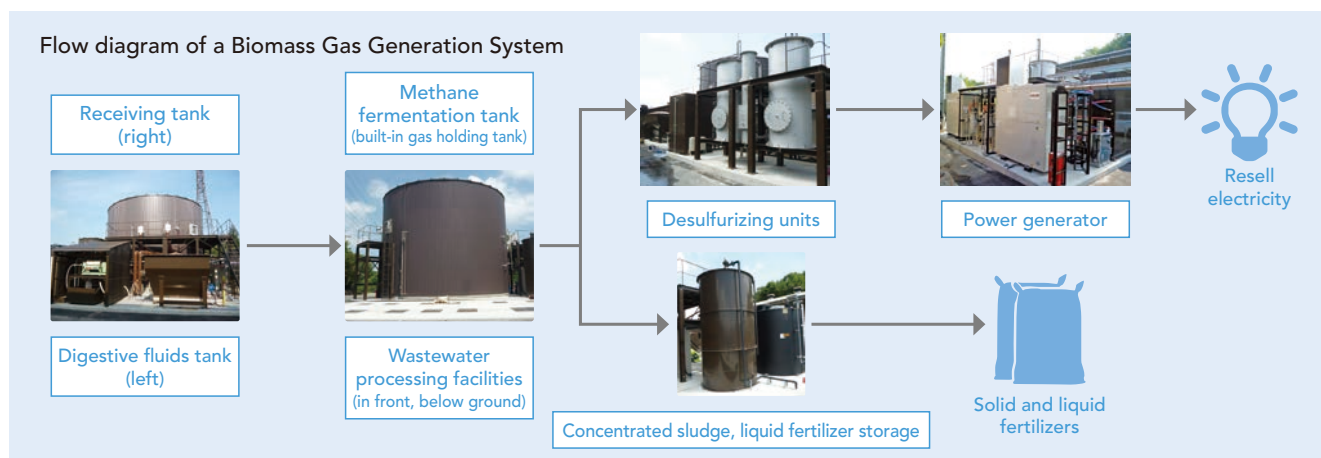 Flow diagram of a Biomass Gas Generation System
Receiving tank
(right)
Methane
fermentation tank
(built-in gas holding tank)
Digestive fluids tank
(left)
Wastewater
processing facilities
(in front, below ground)
Desulfurizing units
Power generator
Resell
electricity
Concentrated sludge, liquid fertilizer storage
Solid and liquid
fertilizers